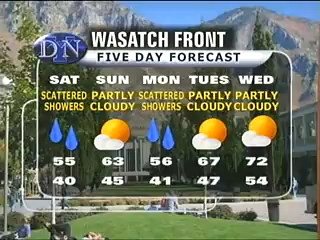 DN
WASATCH FRONT
FIVE DAY FORECAST
SAT SUN MON TUES WED
SCATTERED PARTLY SCATTERED PARTLY PARTLY
SHOWERS CLOUDY SHOWERS CLOUDY CLOUDY
55 63 56 67 72
40 45 41 47 54